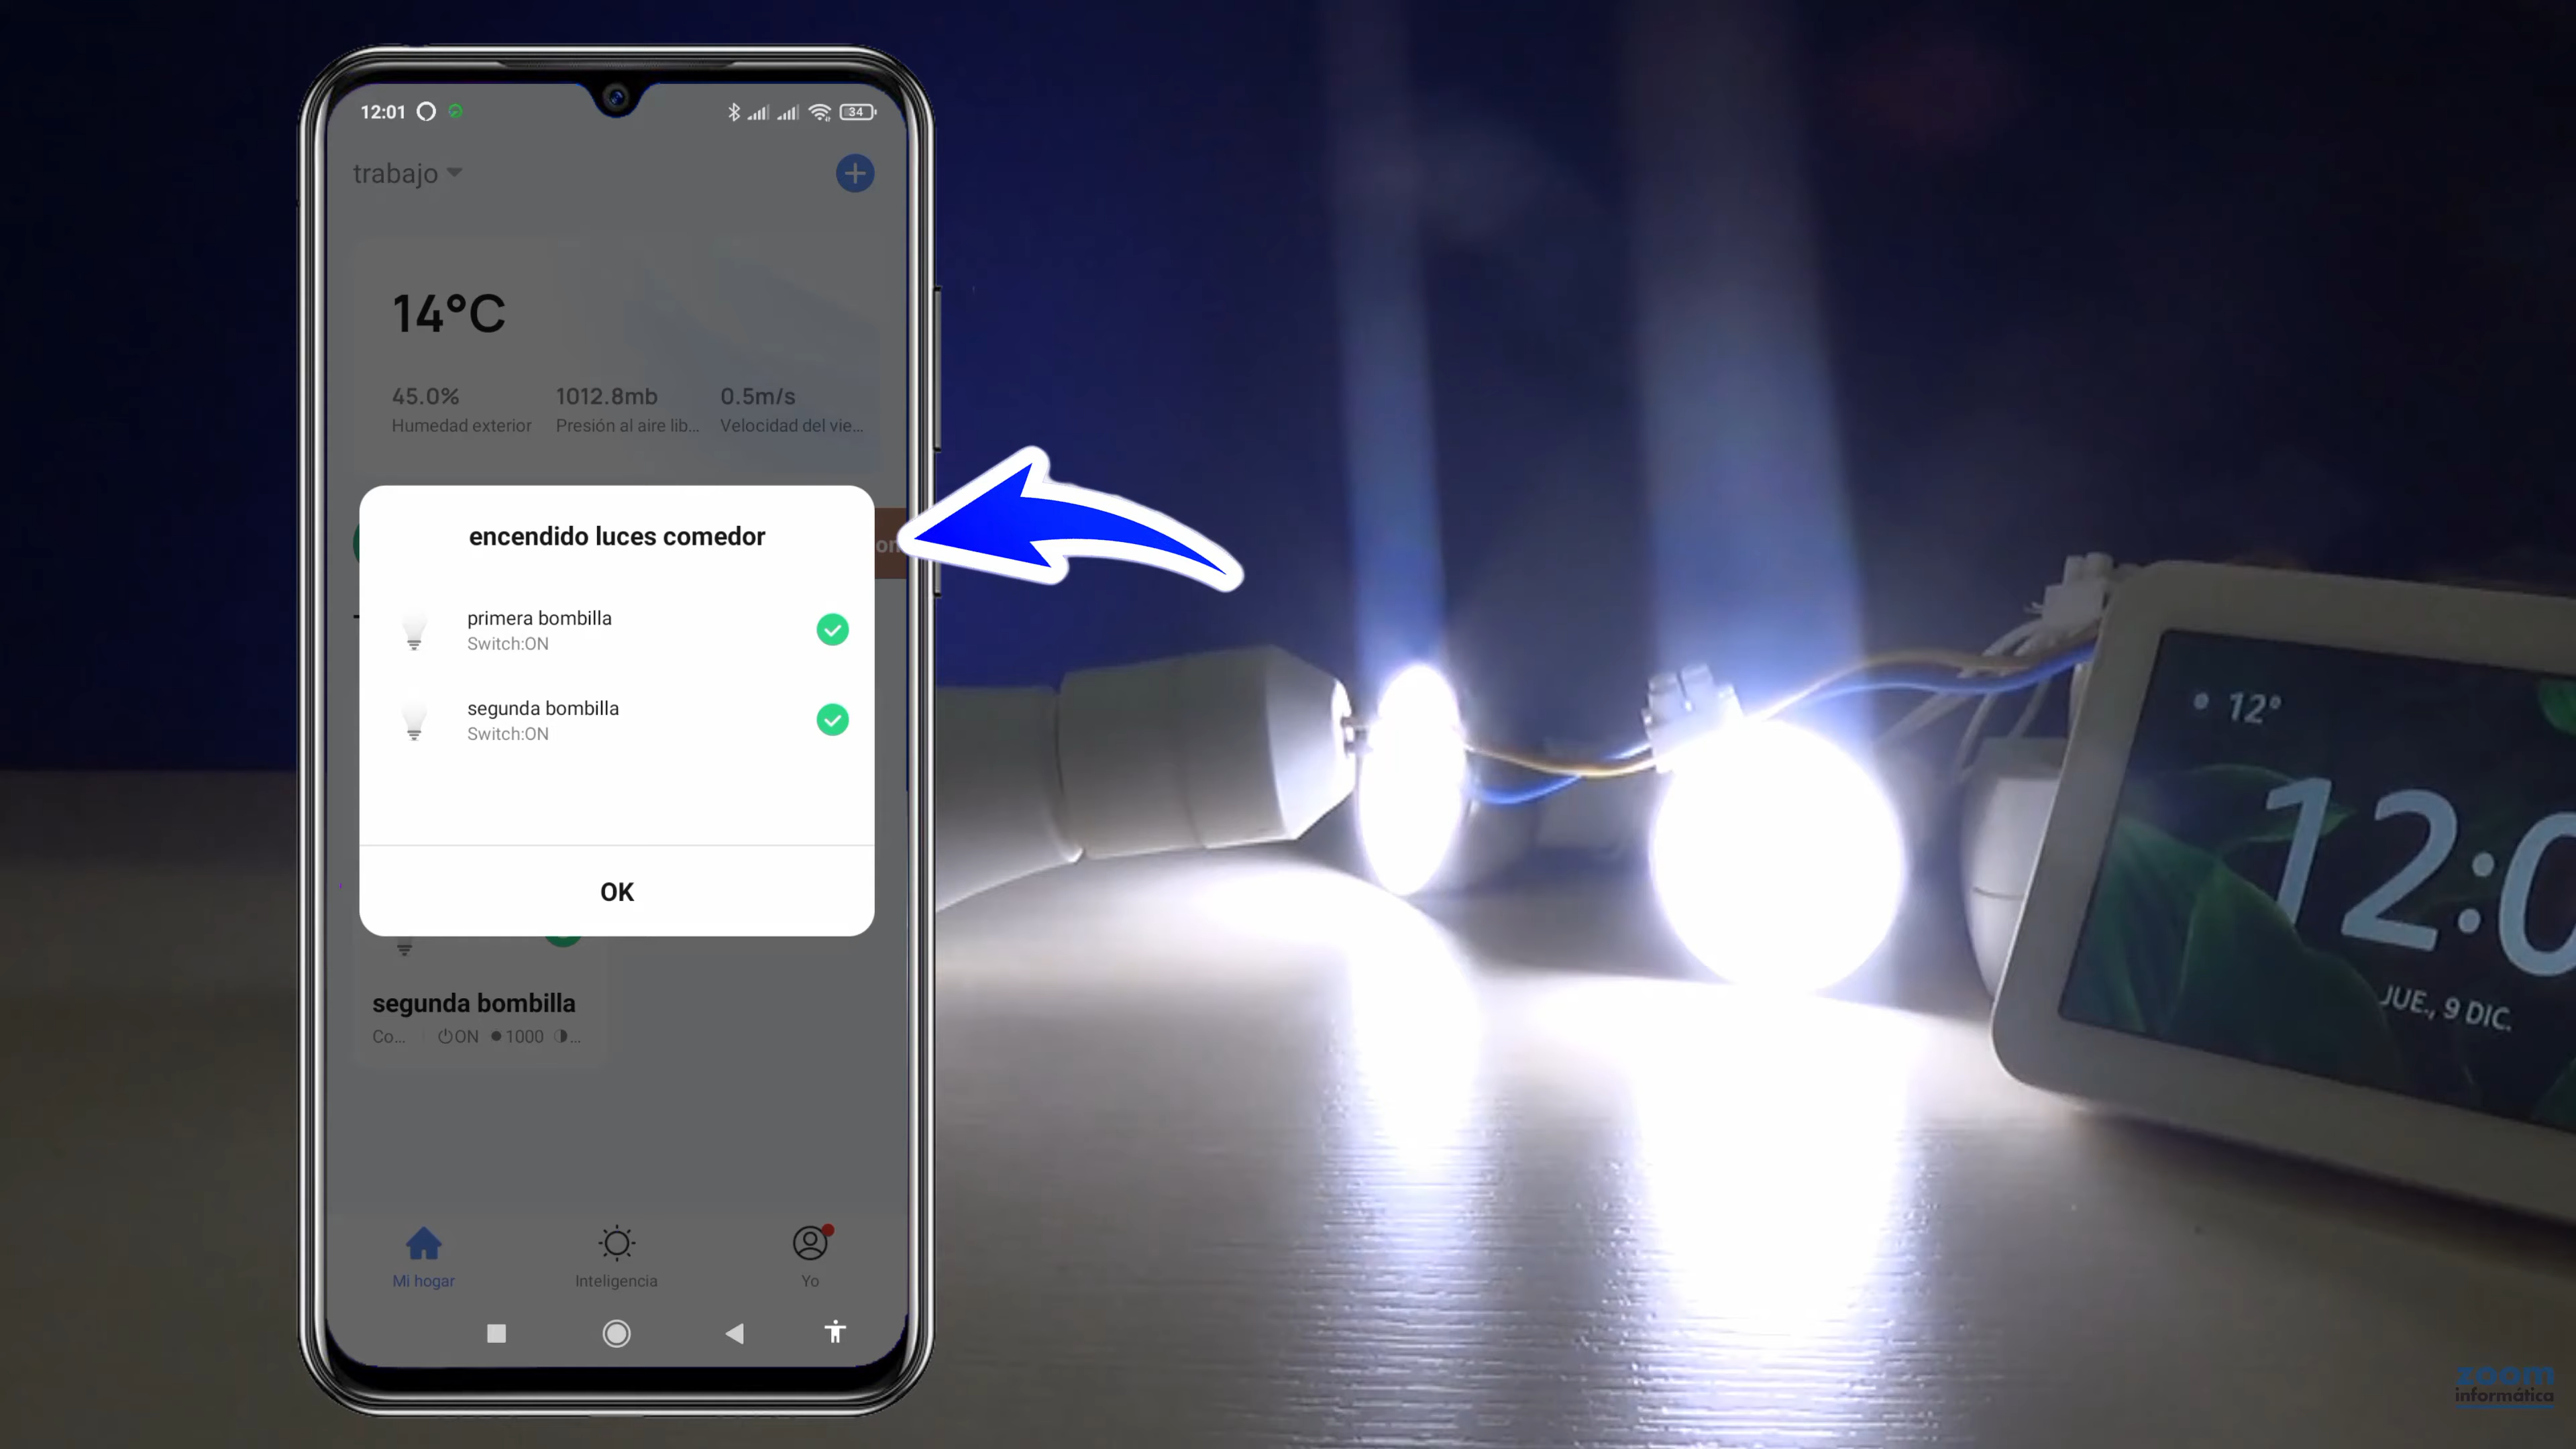 12:01
34
trabajo
14°C
45.0%
1012.8mb
0.5m/s
Humedad exterior
Presión al aire lib...
Velocidad del vie...
encendido luces comedor
primera bombilla
Switch:ON
segunda bombilla
Switch:ON
OK
segunda bombilla
Co...
ON
1000
...
Mi hogar
Inteligencia
Yo
12°
12:0
JUE., 9 DIC.
zoom
informática